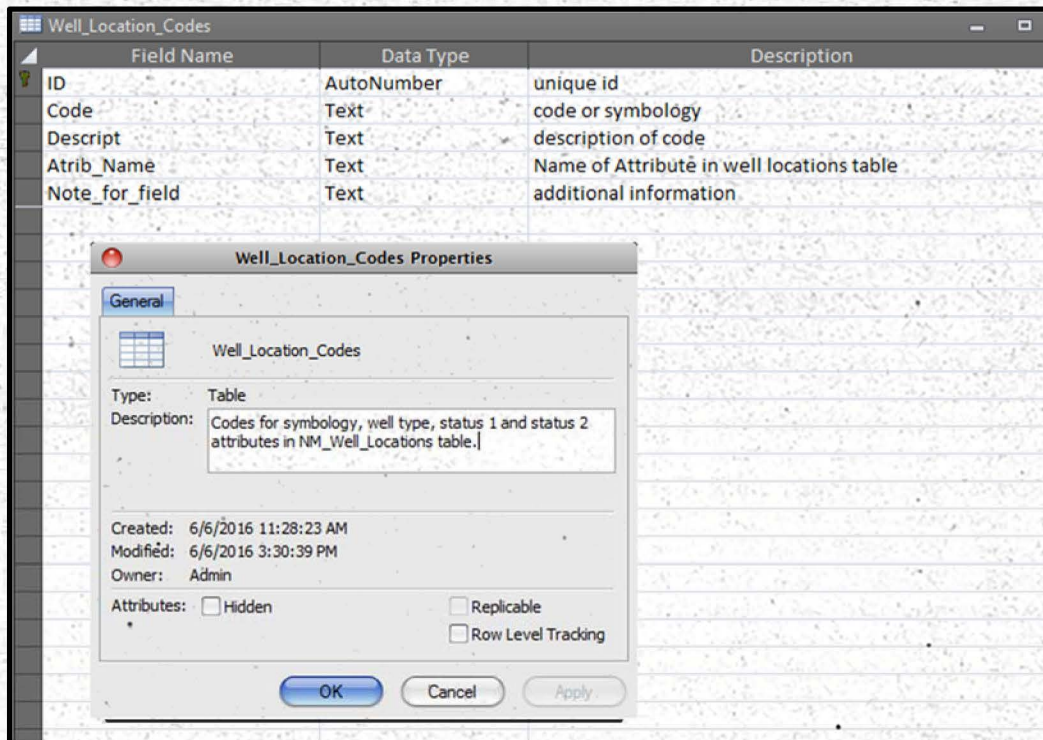 Well_Location_Codes
Field Name Data Type Description
ID AutoNumber unique id
Code Text code or symbology
Descript Text description of code
Atrib_Name Text Name of Attribute in well locations table
Note_for_field Text additional information
Well_Location_Codes Properties
General
Well_Location_Codes
Type: Table
Description: Codes for symbology, well type, status 1 and status 2
attributes in NM_Well_Locations table.
Created: 6/6/2016 11:28:23 AM
Modified: 6/6/2016 3:30:39 PM
Owner: Admin
Attributes: Hidden Replicable
Row Level Tracking
OK Cancel Apply